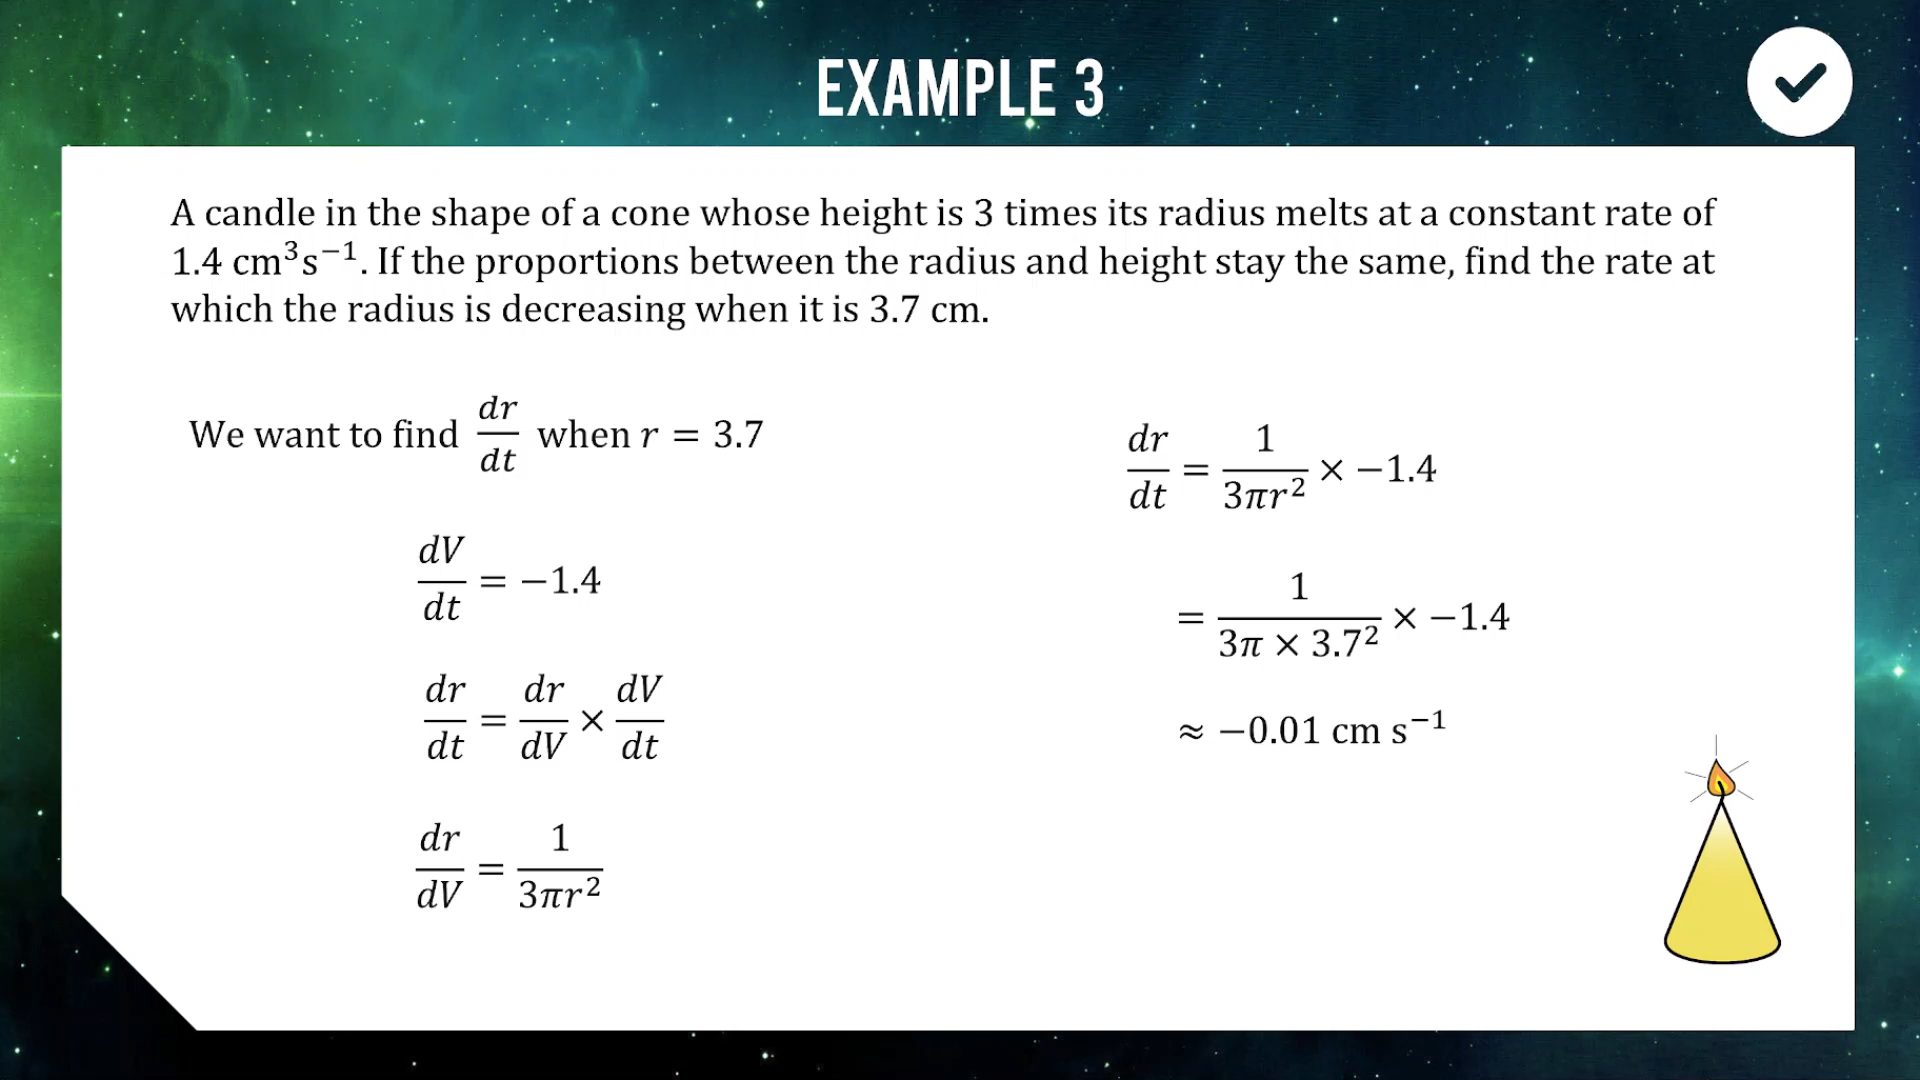 EXAMPLE 3
A candle in the shape of a cone whose height is 3 times its radius melts at a constant rate of
1.4 cm³s⁻¹. If the proportions between the radius and height stay the same, find the rate at
which the radius is decreasing when it is 3.7 cm.
We want to find dr/dt when r = 3.7
dV/dt = −1.4
dr/dt = dr/dV × dV/dt
dr/dV = 1/3πr²
dr/dt = 1/3πr² × −1.4
= 1/3π × 3.7² × −1.4
≈ −0.01 cm s⁻¹